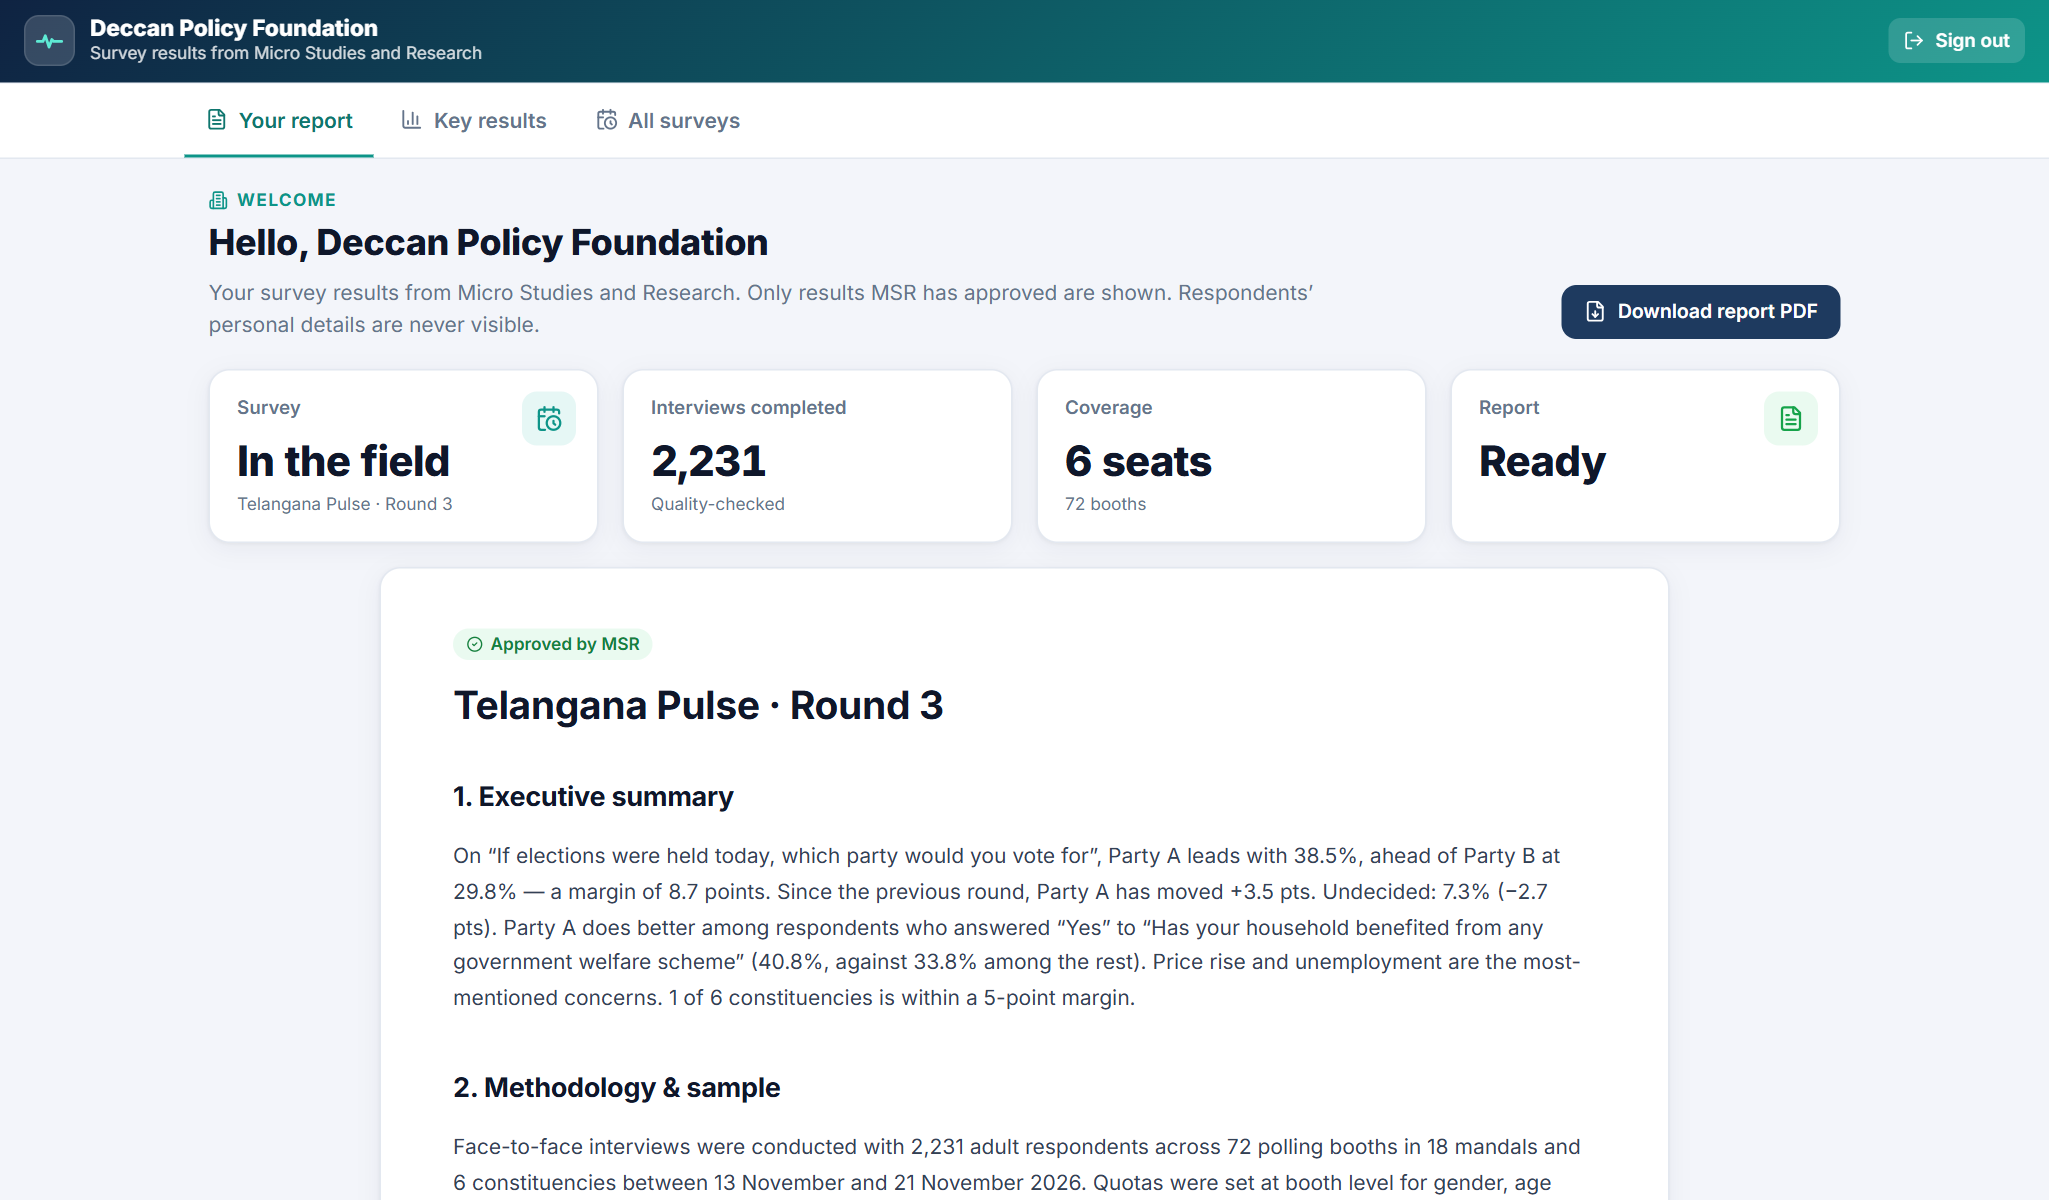 Deccan Policy Foundation
Survey results from Micro Studies and Research
Sign out
Your report
Key results
All surveys
WELCOME
Hello, Deccan Policy Foundation
Your survey results from Micro Studies and Research. Only results MSR has approved are shown. Respondents’
personal details are never visible.
Download report PDF
Survey
In the field
Telangana Pulse · Round 3
Interviews completed
2,231
Quality-checked
Coverage
6 seats
72 booths
Report
Ready
Approved by MSR
Telangana Pulse · Round 3
1. Executive summary
On “If elections were held today, which party would you vote for”, Party A leads with 38.5%, ahead of Party B at
29.8% — a margin of 8.7 points. Since the previous round, Party A has moved +3.5 pts. Undecided: 7.3% (−2.7
pts). Party A does better among respondents who answered “Yes” to “Has your household benefited from any
government welfare scheme” (40.8%, against 33.8% among the rest). Price rise and unemployment are the most-
mentioned concerns. 1 of 6 constituencies is within a 5-point margin.
2. Methodology & sample
Face-to-face interviews were conducted with 2,231 adult respondents across 72 polling booths in 18 mandals and
6 constituencies between 13 November and 21 November 2026. Quotas were set at booth level for gender, age